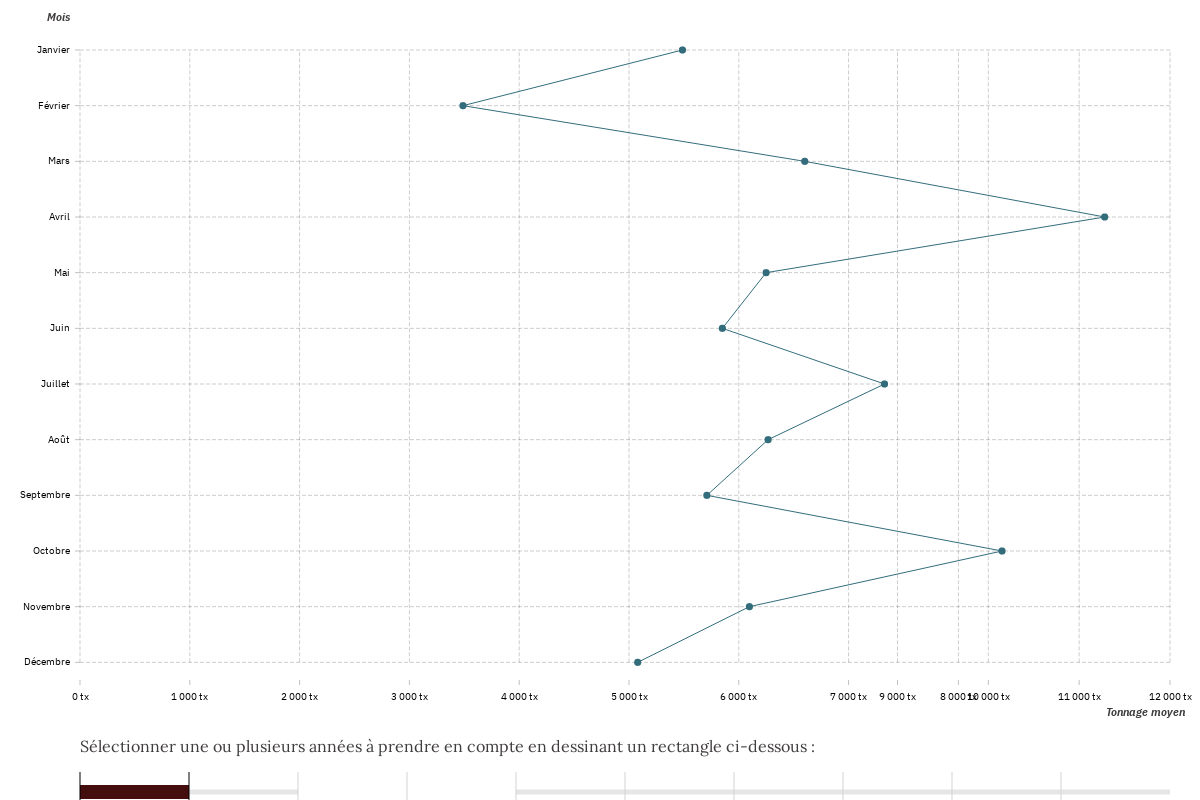 Mois
Janvier
Février
Mars
Avril
Mai
Juin
Juillet
Août
Septembre
Octobre
Novembre
Décembre
0 tx 1 000 tx 2 000 tx 3 000 tx 4 000 tx 5 000 tx 6 000 tx 7 000 tx 9 000 tx 8 000 tx 10 000 tx 11 000 tx 12 000 tx
Tonnage moyen
Sélectionner une ou plusieurs années à prendre en compte en dessinant un rectangle ci-dessous :